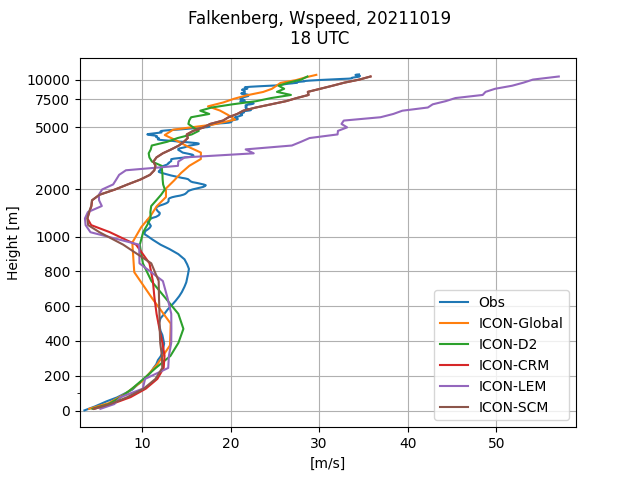 Falkenberg, Wspeed, 20211019
18 UTC
10000
7500
5000
2000
1000
800
600
400
200
0
Height [m]
10
20
30
40
50
[m/s]
Obs
ICON-Global
ICON-D2
ICON-CRM
ICON-LEM
ICON-SCM